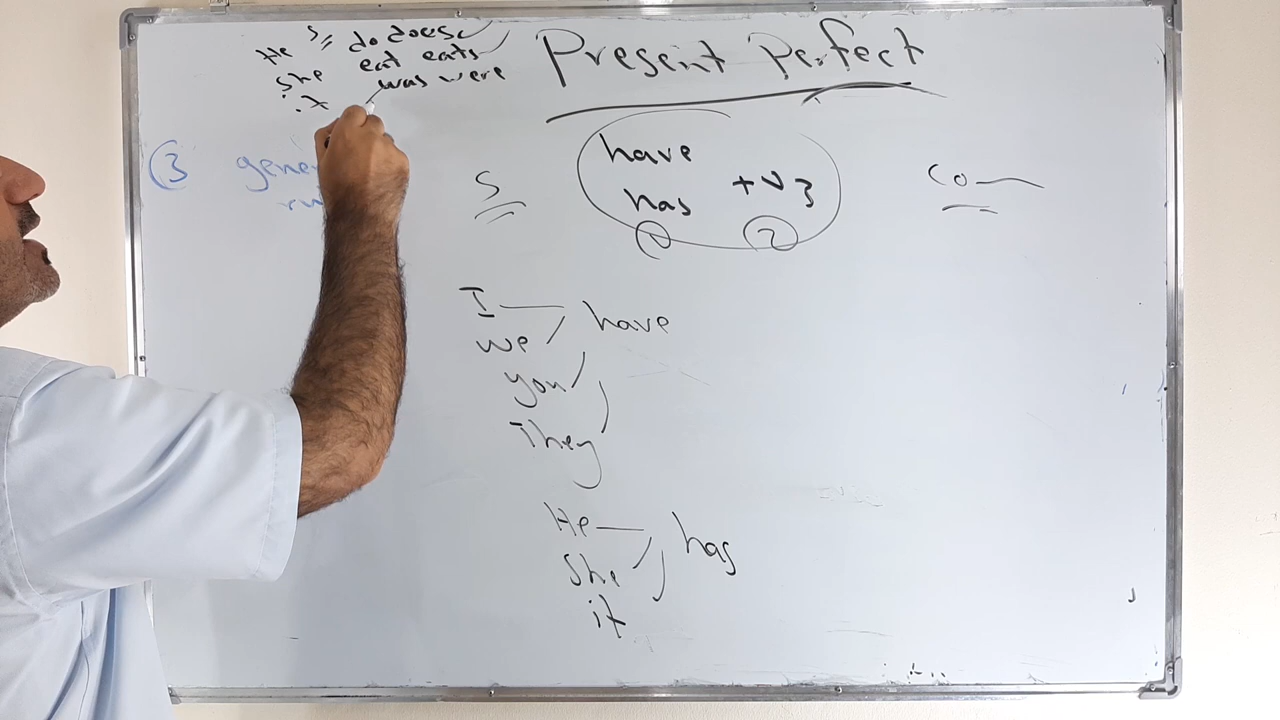 Present Perfect
He s do does
She eat eats
it was were
3 gene
ru
S have has + v3 Co
1 2
I have
we
you
They
He has
She
it